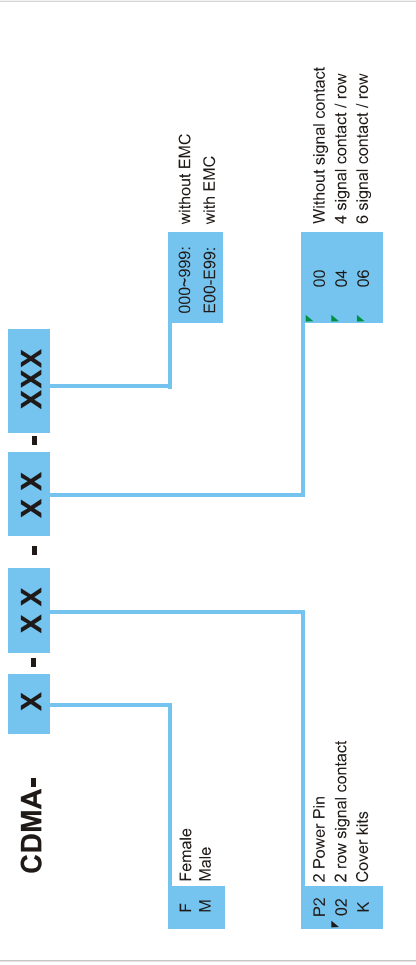 CDMA- X - XX - XX - XXX
F Female
M Male
000~999: without EMC
E00-E99: with EMC
P2 2 Power Pin
02 2 row signal contact
K Cover kits
00 Without signal contact
04 4 signal contact / row
06 6 signal contact / row